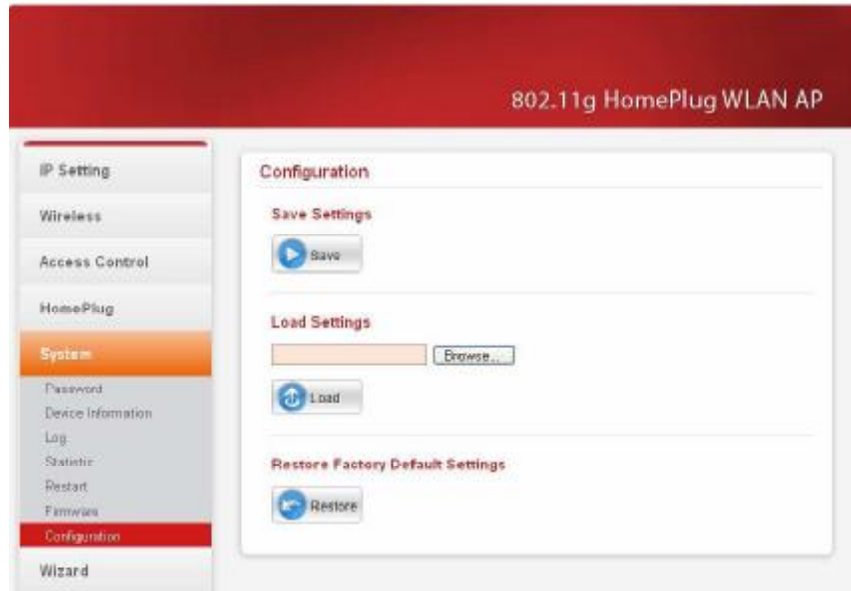 802.11g HomePlug WLAN AP
IP Setting
Wireless
Access Control
HomePlug
System
Password
Device Information
Log
Statistic
Restart
Firmware
Configuration
Wizard
Configuration
Save Settings
Save
Load Settings
Browse...
Load
Restore Factory Default Settings
Restore